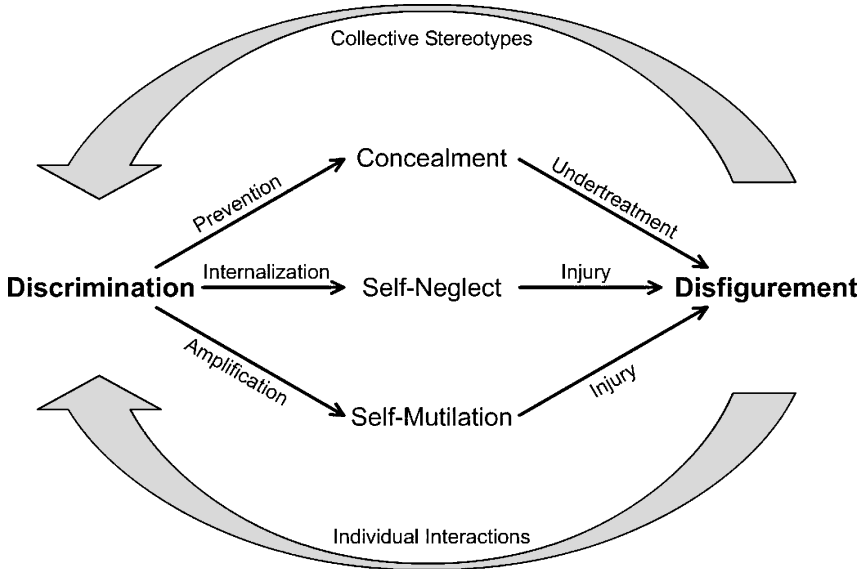 Collective Stereotypes
Concealment
Prevention
Undertreatment
Discrimination
Internalization
Self-Neglect
Injury
Disfigurement
Amplification
Self-Mutilation
Injury
Individual Interactions